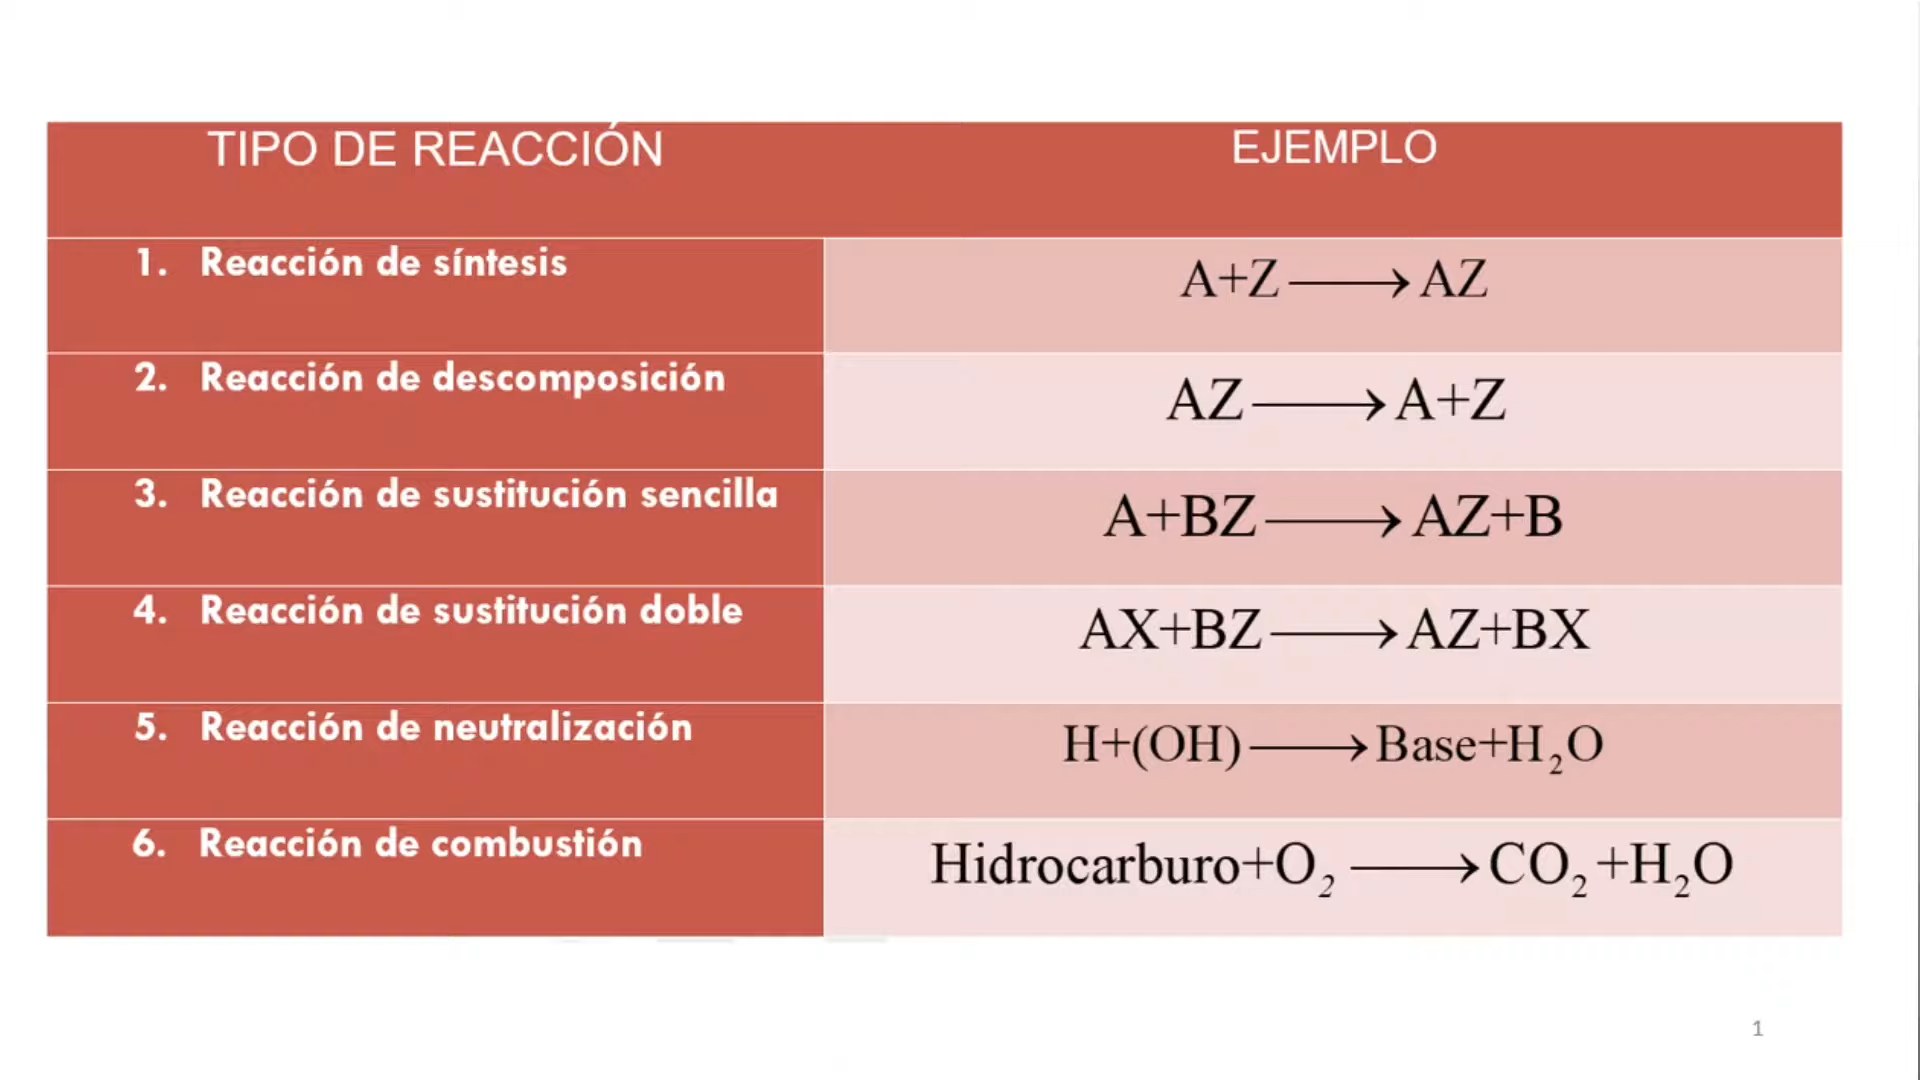 TIPO DE REACCIÓN EJEMPLO
1. Reacción de síntesis A+Z ⟶ AZ
2. Reacción de descomposición AZ ⟶ A+Z
3. Reacción de sustitución sencilla A+BZ ⟶ AZ+B
4. Reacción de sustitución doble AX+BZ ⟶ AZ+BX
5. Reacción de neutralización H+(OH) ⟶ Base+H₂O
6. Reacción de combustión Hidrocarburo+O₂ ⟶ CO₂+H₂O
1